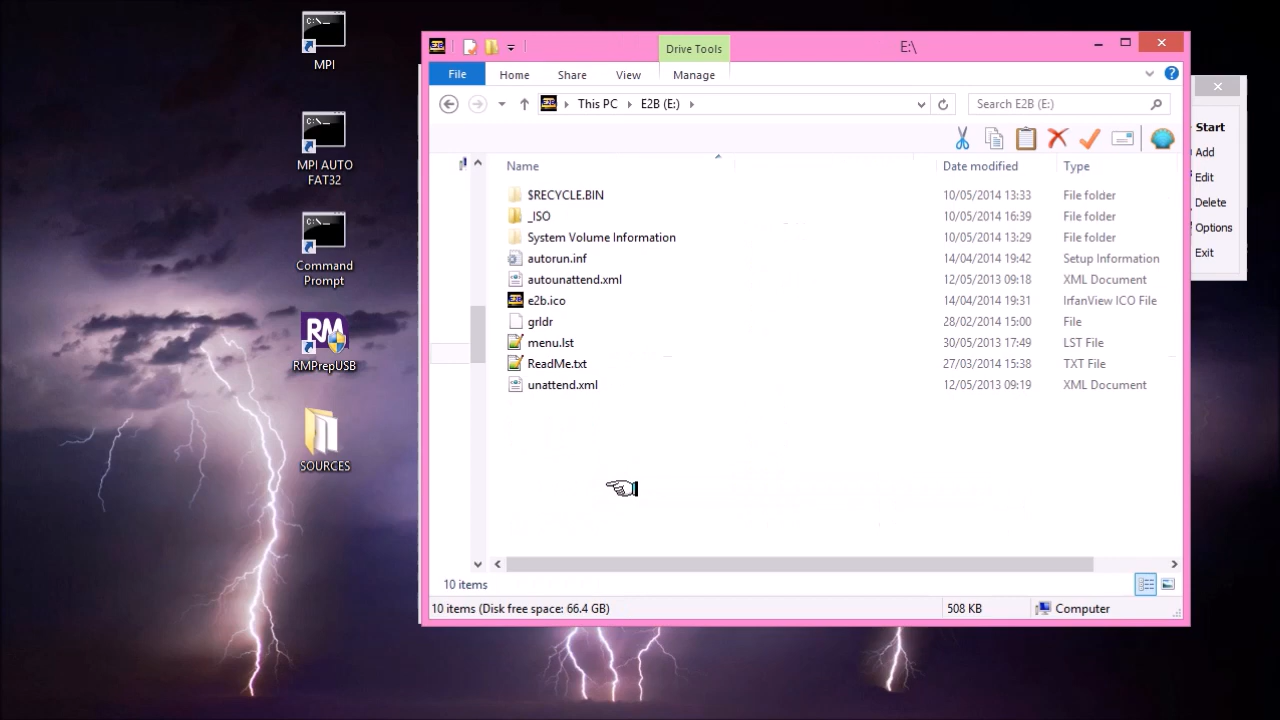 MPI
MPI AUTO
FAT32
Command
Prompt
RM
RMPrepUSB
SOURCES
Drive Tools
E:\
File
Home
Share
View
Manage
This PC
E2B (E:)
Search E2B (E:)
Start
Add
Edit
Delete
Options
Exit
Name
Date modified
Type
$RECYCLE.BIN
10/05/2014 13:33
File folder
_ISO
10/05/2014 16:39
File folder
System Volume Information
10/05/2014 13:29
File folder
autorun.inf
14/04/2014 19:42
Setup Information
autounattend.xml
12/05/2013 09:18
XML Document
e2b.ico
14/04/2014 19:31
IrfanView ICO File
grldr
28/02/2014 15:00
File
menu.lst
30/05/2013 17:49
LST File
ReadMe.txt
27/03/2014 15:38
TXT File
unattend.xml
12/05/2013 09:19
XML Document
10 items
10 items (Disk free space: 66.4 GB)
508 KB
Computer